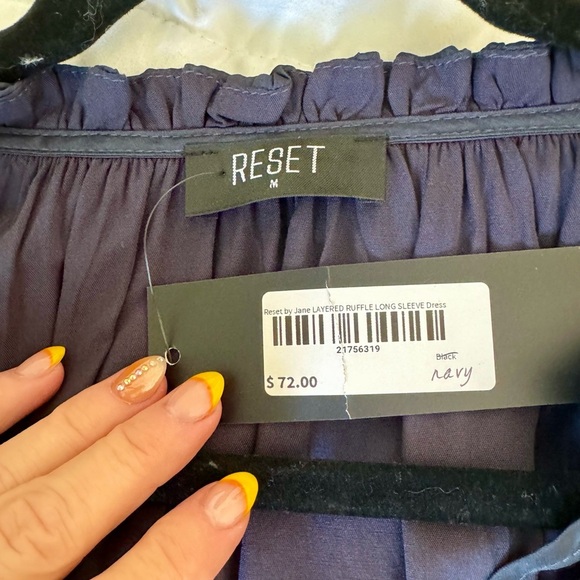 RESET
M
Reset by Jane LAYERED RUFFLE LONG SLEEVE Dress
21756319
Black
$ 72.00
navy